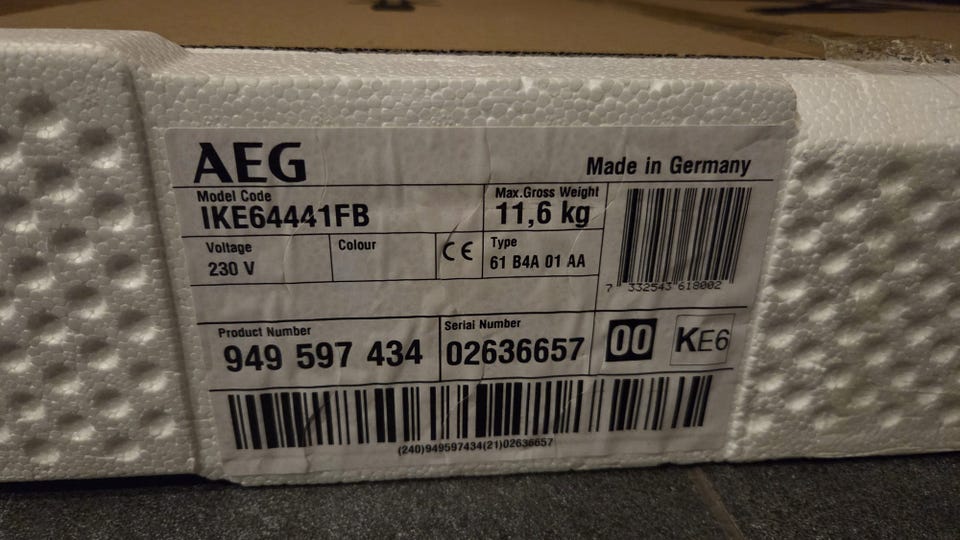 AEG
Made in Germany
Model Code
IKE64441FB
Max.Gross Weight
11,6 kg
Voltage
230 V
Colour
CE
Type
61 B4A 01 AA
7 332543 618002
Product Number
949 597 434
Serial Number
02636657
00
KE6
(240)949597434(21)02636657